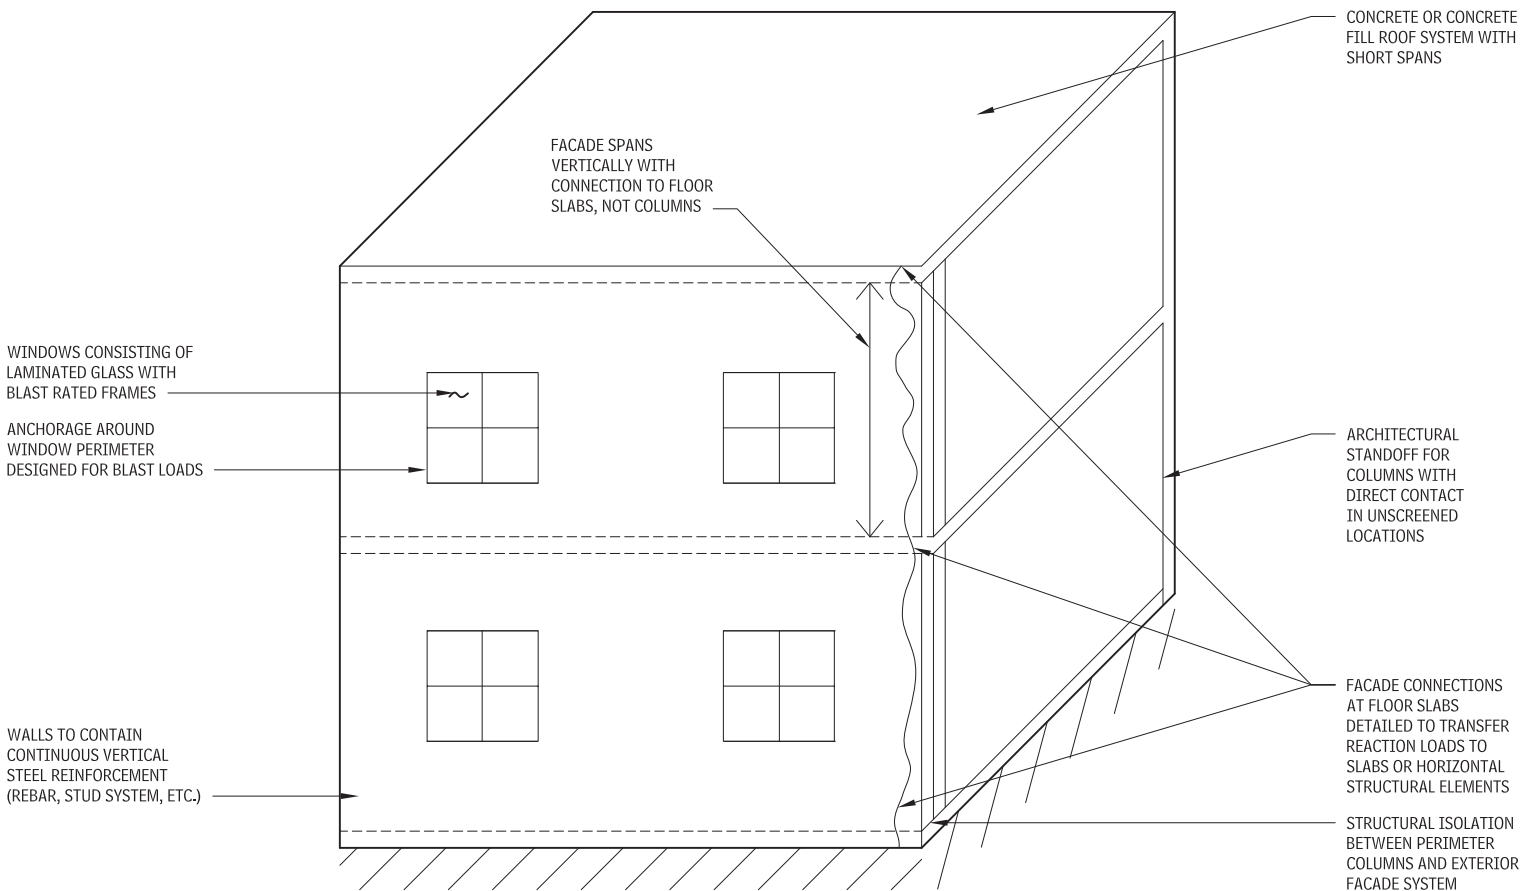 CONCRETE OR CONCRETE
FILL ROOF SYSTEM WITH
SHORT SPANS
FACADE SPANS
VERTICALLY WITH
CONNECTION TO FLOOR
SLABS, NOT COLUMNS
WINDOWS CONSISTING OF
LAMINATED GLASS WITH
BLAST RATED FRAMES
ANCHORAGE AROUND
WINDOW PERIMETER
DESIGNED FOR BLAST LOADS
ARCHITECTURAL
STANDOFF FOR
COLUMNS WITH
DIRECT CONTACT
IN UNSCREENED
LOCATIONS
WALLS TO CONTAIN
CONTINUOUS VERTICAL
STEEL REINFORCEMENT
(REBAR, STUD SYSTEM, ETC.)
FACADE CONNECTIONS
AT FLOOR SLABS
DETAILED TO TRANSFER
REACTION LOADS TO
SLABS OR HORIZONTAL
STRUCTURAL ELEMENTS
STRUCTURAL ISOLATION
BETWEEN PERIMETER
COLUMNS AND EXTERIOR
FACADE SYSTEM